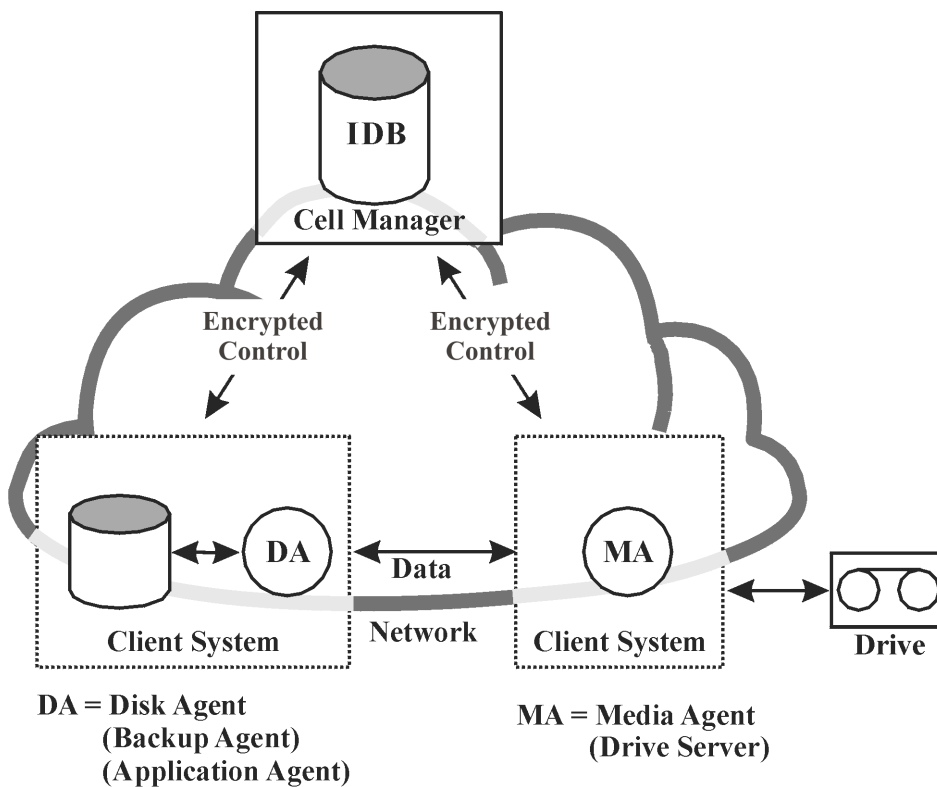 IDB
Cell Manager
Encrypted
Control
Encrypted
Control
DA
Data
MA
Client System
Network
Client System
Drive
DA = Disk Agent
(Backup Agent)
(Application Agent)
MA = Media Agent
(Drive Server)